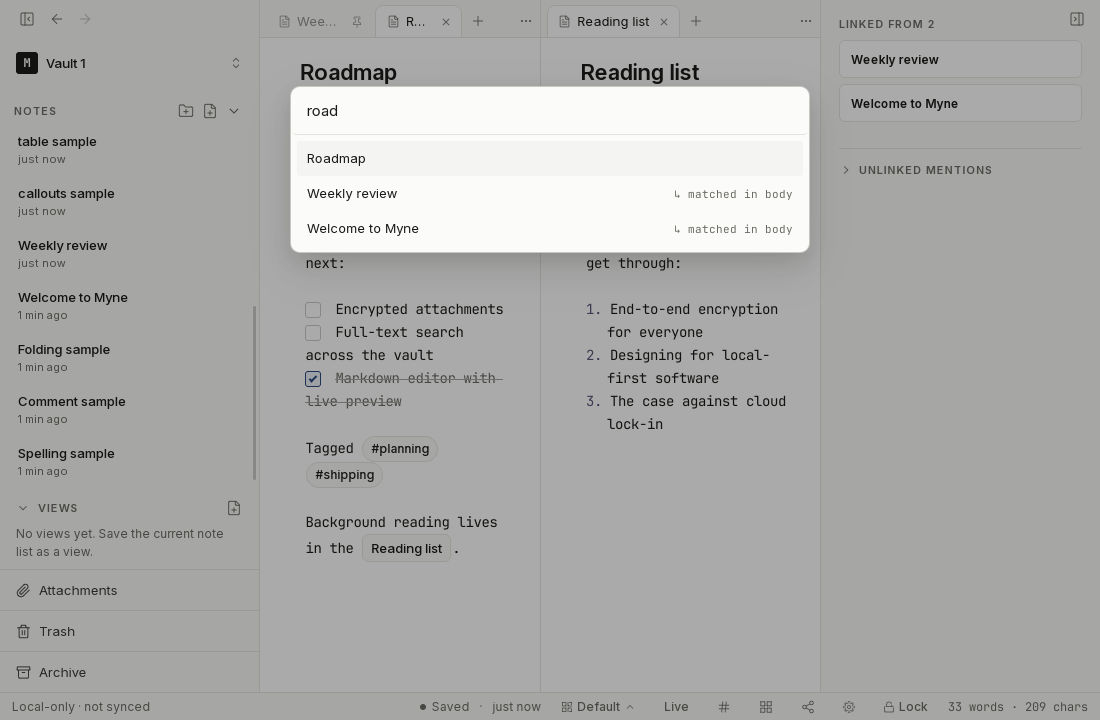 M Vault 1
NOTES
table sample
just now
callouts sample
just now
Weekly review
just now
Welcome to Myne
1 min ago
Folding sample
1 min ago
Comment sample
1 min ago
Spelling sample
1 min ago
VIEWS
No views yet. Save the current note
list as a view.
Attachments
Trash
Archive
Wee...
R...
Roadmap
road
Roadmap
Weekly review ↳ matched in body
Welcome to Myne ↳ matched in body
next:
Encrypted attachments
Full-text search
across the vault
Markdown editor with
live preview
Tagged #planning
#shipping
Background reading lives
in the Reading list.
Reading list
Reading list
get through:
1. End-to-end encryption
for everyone
2. Designing for local-
first software
3. The case against cloud
lock-in
LINKED FROM 2
Weekly review
Welcome to Myne
UNLINKED MENTIONS
Local-only · not synced
Saved · just now
Default
Live
Lock
33 words · 209 chars